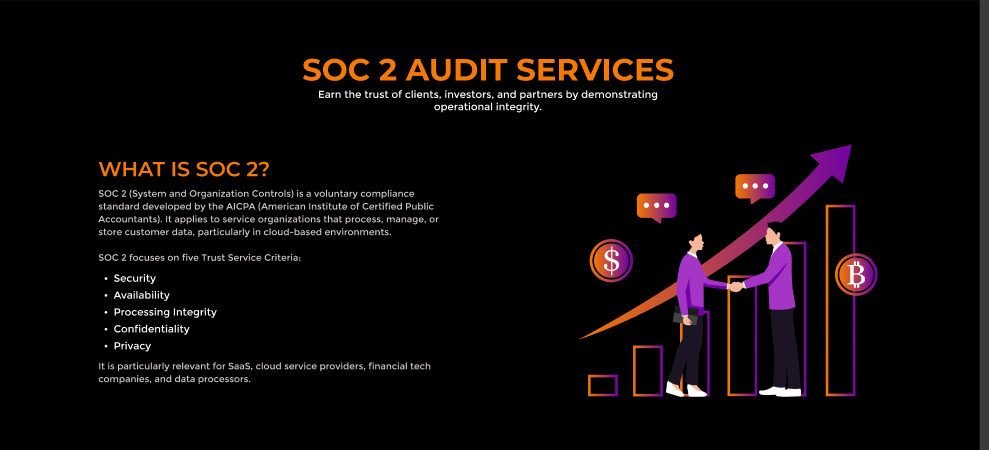 SOC 2 AUDIT SERVICES
Earn the trust of clients, investors, and partners by demonstrating
operational integrity.
WHAT IS SOC 2?
SOC 2 (System and Organization Controls) is a voluntary compliance
standard developed by the AICPA (American Institute of Certified Public
Accountants). It applies to service organizations that process, manage, or
store customer data, particularly in cloud-based environments.
SOC 2 focuses on five Trust Service Criteria:
• Security
• Availability
• Processing Integrity
• Confidentiality
• Privacy
It is particularly relevant for SaaS, cloud service providers, financial tech
companies, and data processors.
$
₿